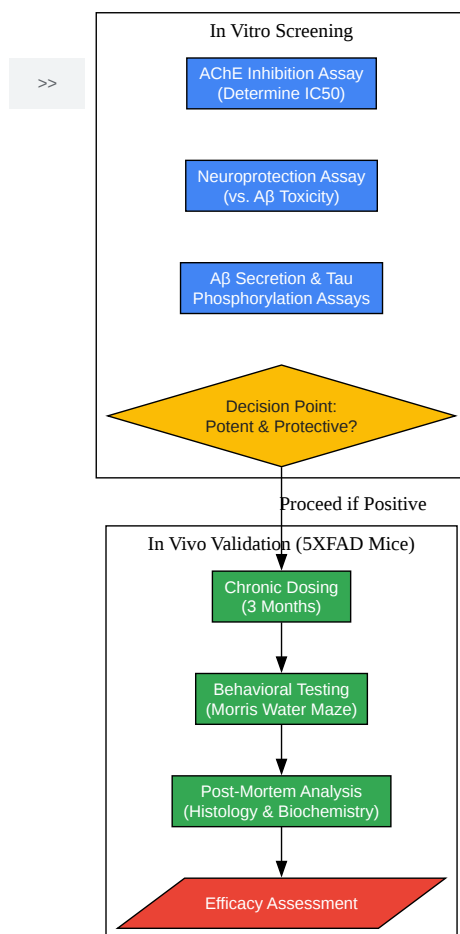 In Vitro Screening
>>
AChE Inhibition Assay
(Determine IC50)
Neuroprotection Assay
(vs. Aβ Toxicity)
Aβ Secretion & Tau
Phosphorylation Assays
Decision Point:
Potent & Protective?
Proceed if Positive
In Vivo Validation (5XFAD Mice)
Chronic Dosing
(3 Months)
Behavioral Testing
(Morris Water Maze)
Post-Mortem Analysis
(Histology & Biochemistry)
Efficacy Assessment